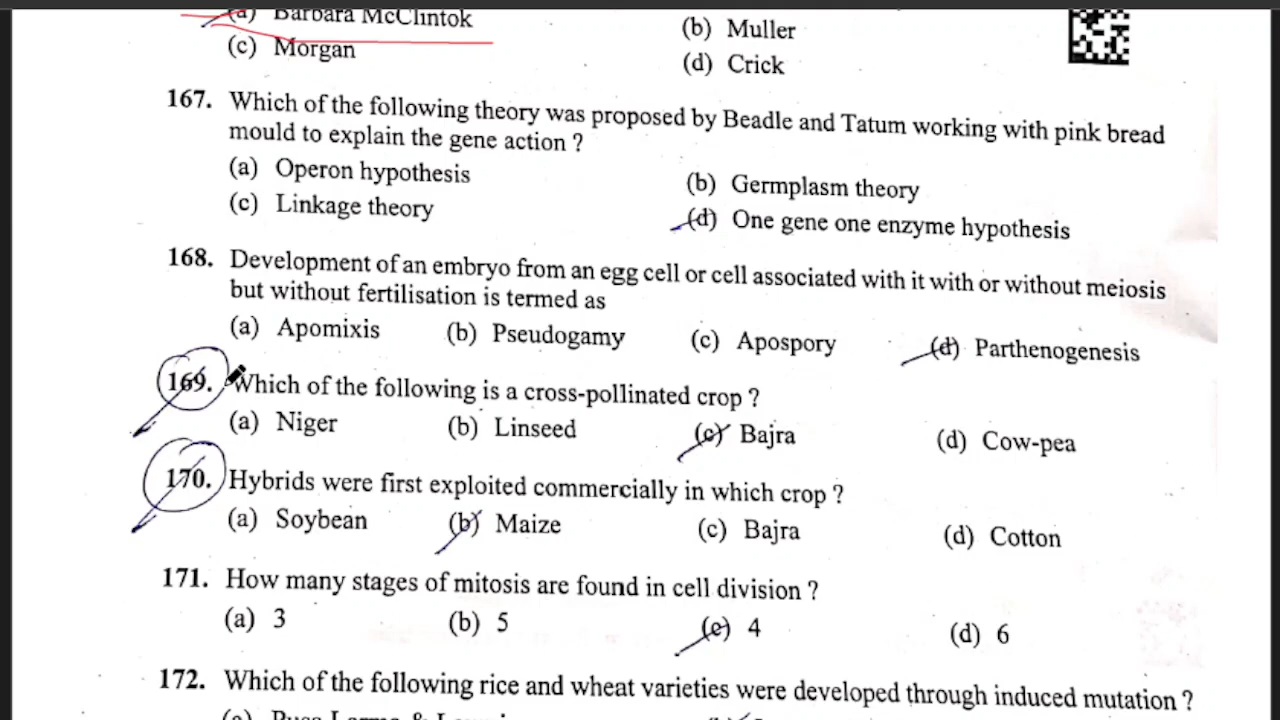 (a) Barbara McClintok (b) Muller
(c) Morgan (d) Crick
167. Which of the following theory was proposed by Beadle and Tatum working with pink bread
mould to explain the gene action ?
(a) Operon hypothesis (b) Germplasm theory
(c) Linkage theory (d) One gene one enzyme hypothesis
168. Development of an embryo from an egg cell or cell associated with it with or without meiosis
but without fertilisation is termed as
(a) Apomixis (b) Pseudogamy (c) Apospory (d) Parthenogenesis
169. Which of the following is a cross-pollinated crop ?
(a) Niger (b) Linseed (c) Bajra (d) Cow-pea
170. Hybrids were first exploited commercially in which crop ?
(a) Soybean (b) Maize (c) Bajra (d) Cotton
171. How many stages of mitosis are found in cell division ?
(a) 3 (b) 5 (c) 4 (d) 6
172. Which of the following rice and wheat varieties were developed through induced mutation ?